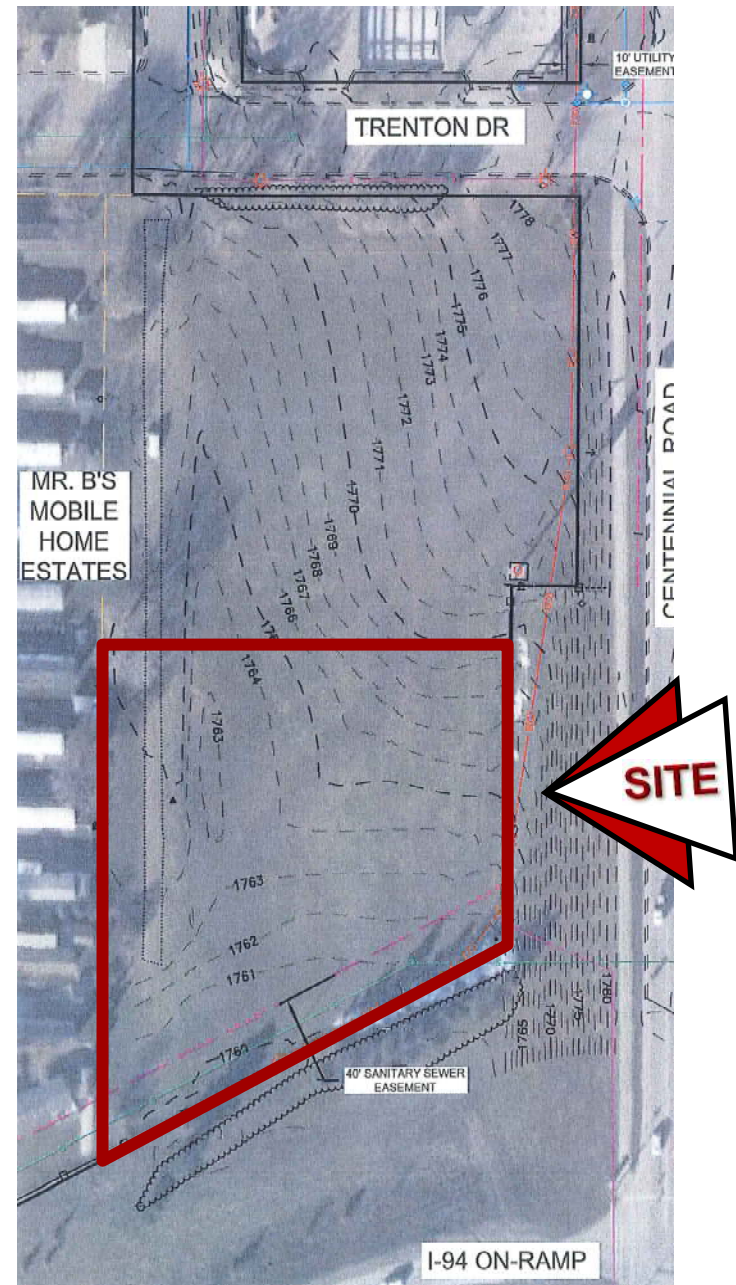 10' UTILITY
EASEMENT
TRENTON DR
1778
1777
1776
1775
1774
1773
1772
1771
1770
1769
1768
1767
1766
MR. B'S
MOBILE
HOME
ESTATES
CENTENNIAL ROAD
1764
1763
SITE
1763
1762
1761
1780
1775
1770
1765
1760
40' SANITARY SEWER
EASEMENT
I-94 ON-RAMP